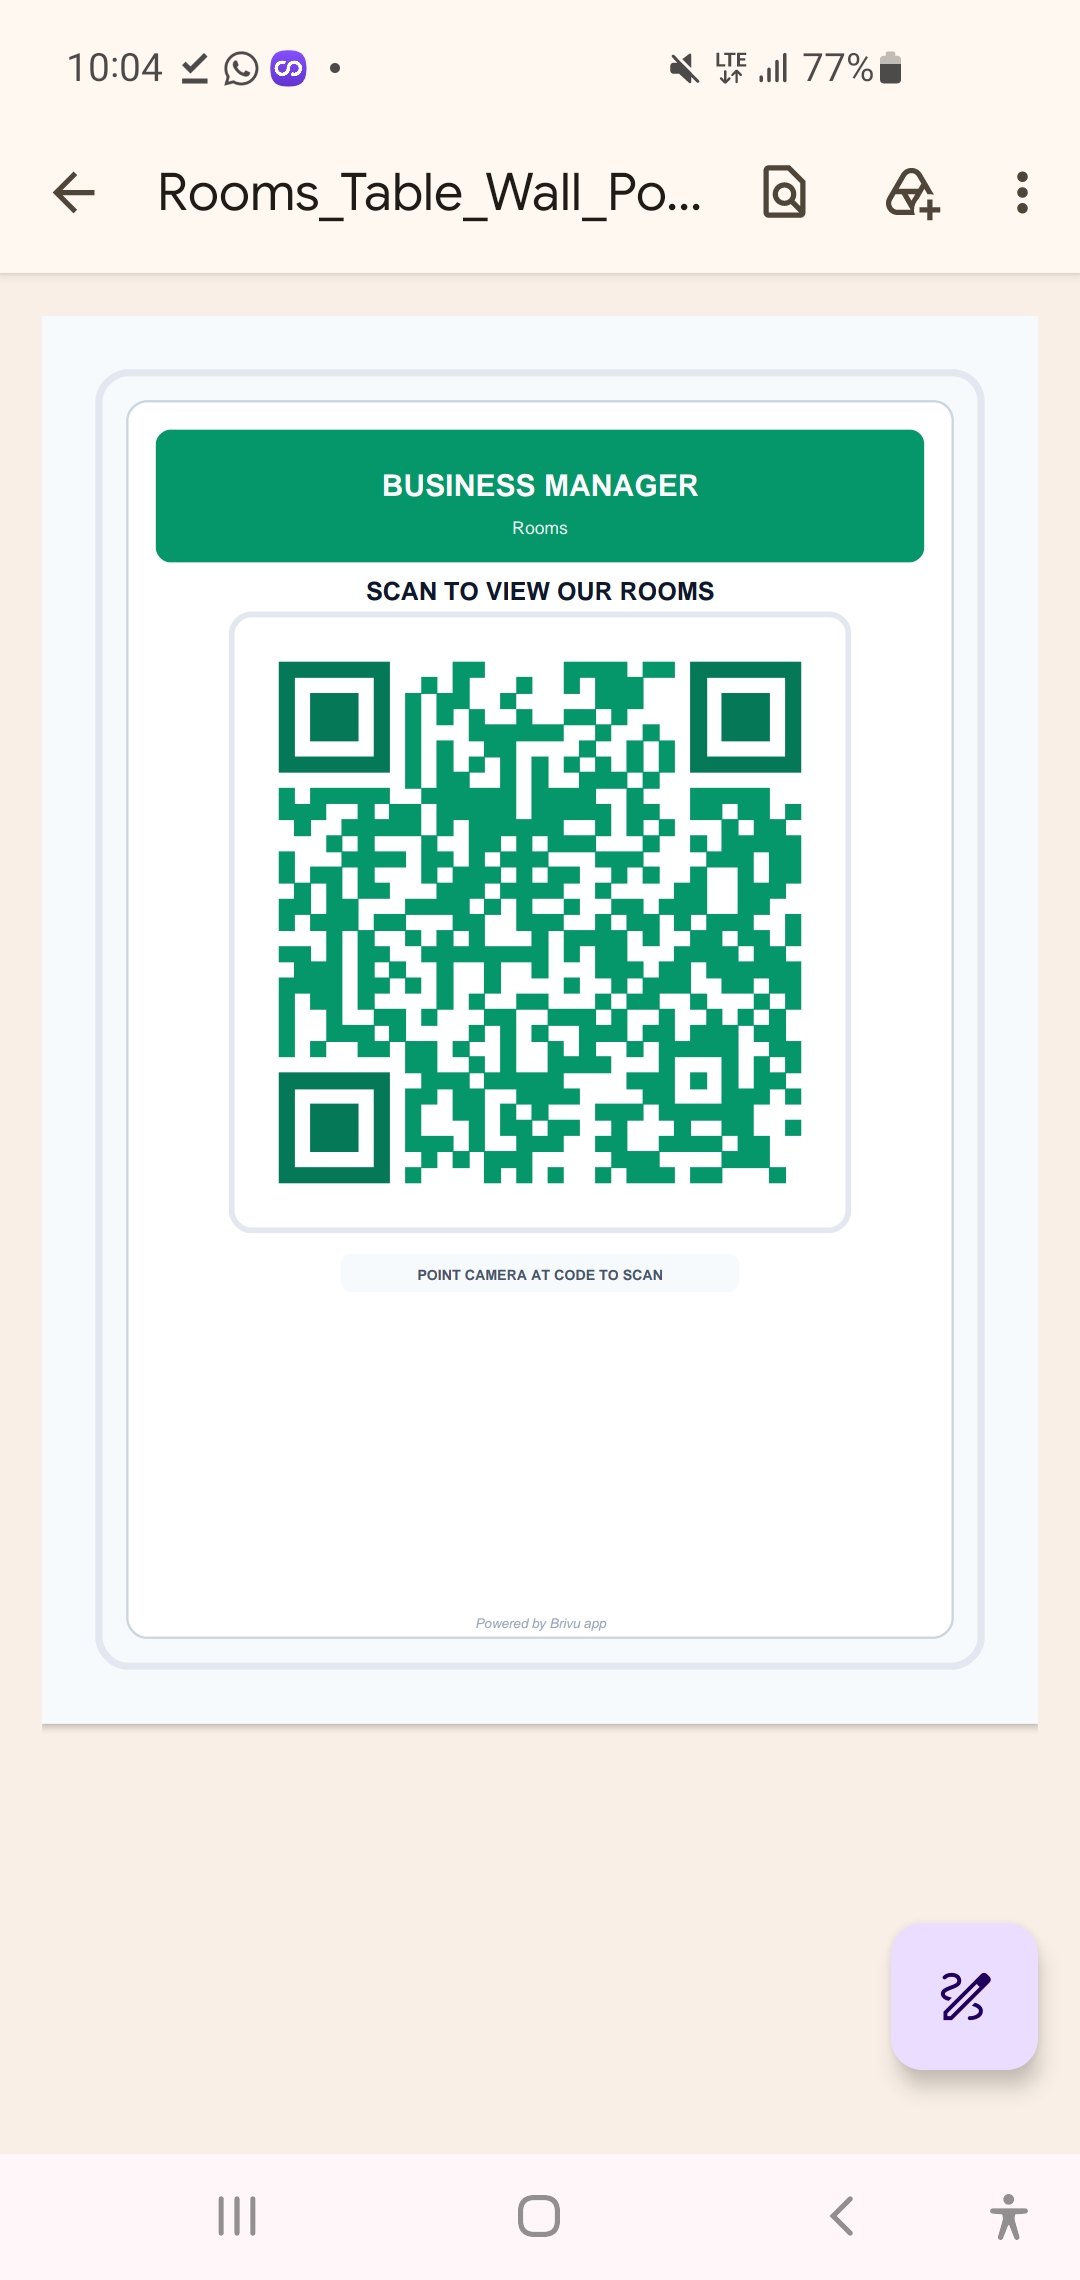 10:04
LTE
77%
Rooms_Table_Wall_Po...
BUSINESS MANAGER
Rooms
SCAN TO VIEW OUR ROOMS
POINT CAMERA AT CODE TO SCAN
Powered by Brivu app